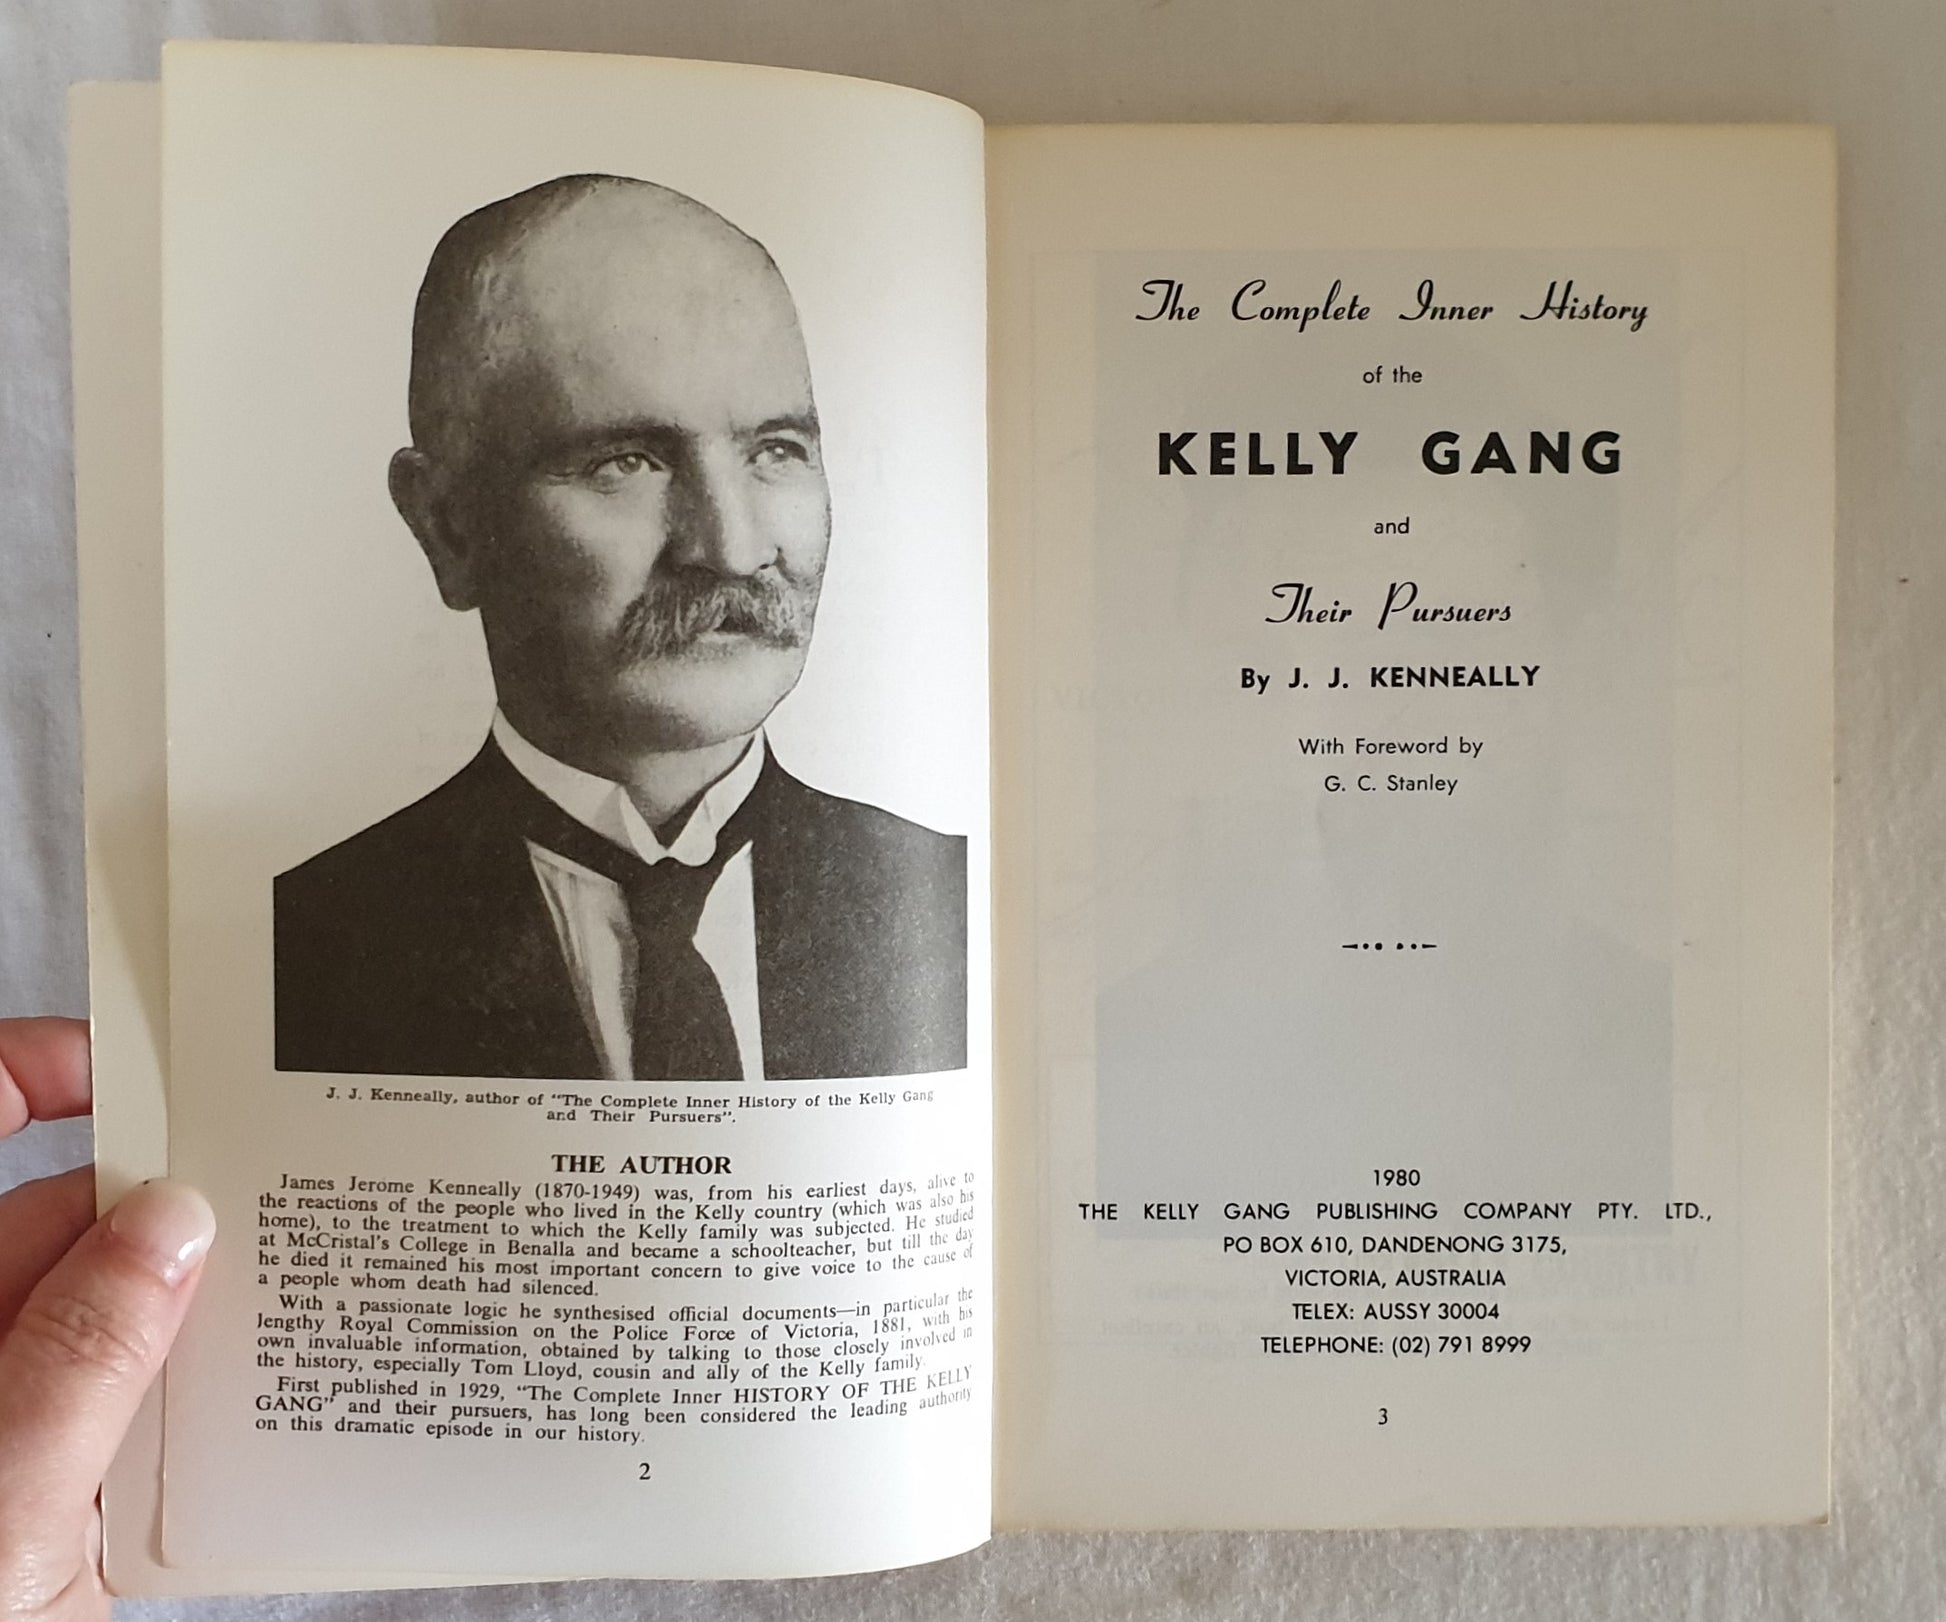 J. J. Kenneally, author of "The Complete Inner History of the Kelly Gang
and Their Pursuers".
THE AUTHOR
James Jerome Kenneally (1870-1949) was, from his earliest days, alive to
the reactions of the people who lived in the Kelly country (which was also his
home), to the treatment to which the Kelly family was subjected. He studied
at McCristal's College in Benalla and became a schoolteacher, but till the day
he died it remained his most important concern to give voice to the cause of
a people whom death had silenced.
With a passionate logic he synthesised official documents—in particular the
lengthy Royal Commission on the Police Force of Victoria, 1881, with his
own invaluable information, obtained by talking to those closely involved in
the history, especially Tom Lloyd, cousin and ally of the Kelly family.
First published in 1929, "The Complete Inner HISTORY OF THE KELLY
GANG" and their pursuers, has long been considered the leading authority
on this dramatic episode in our history.
2
The Complete Inner History
of the
KELLY GANG
and
Their Pursuers
By J. J. KENNEALLY
With Foreword by
G. C. Stanley
1980
THE KELLY GANG PUBLISHING COMPANY PTY. LTD.,
PO BOX 610, DANDENONG 3175,
VICTORIA, AUSTRALIA
TELEX: AUSSY 30004
TELEPHONE: (02) 791 8999
3